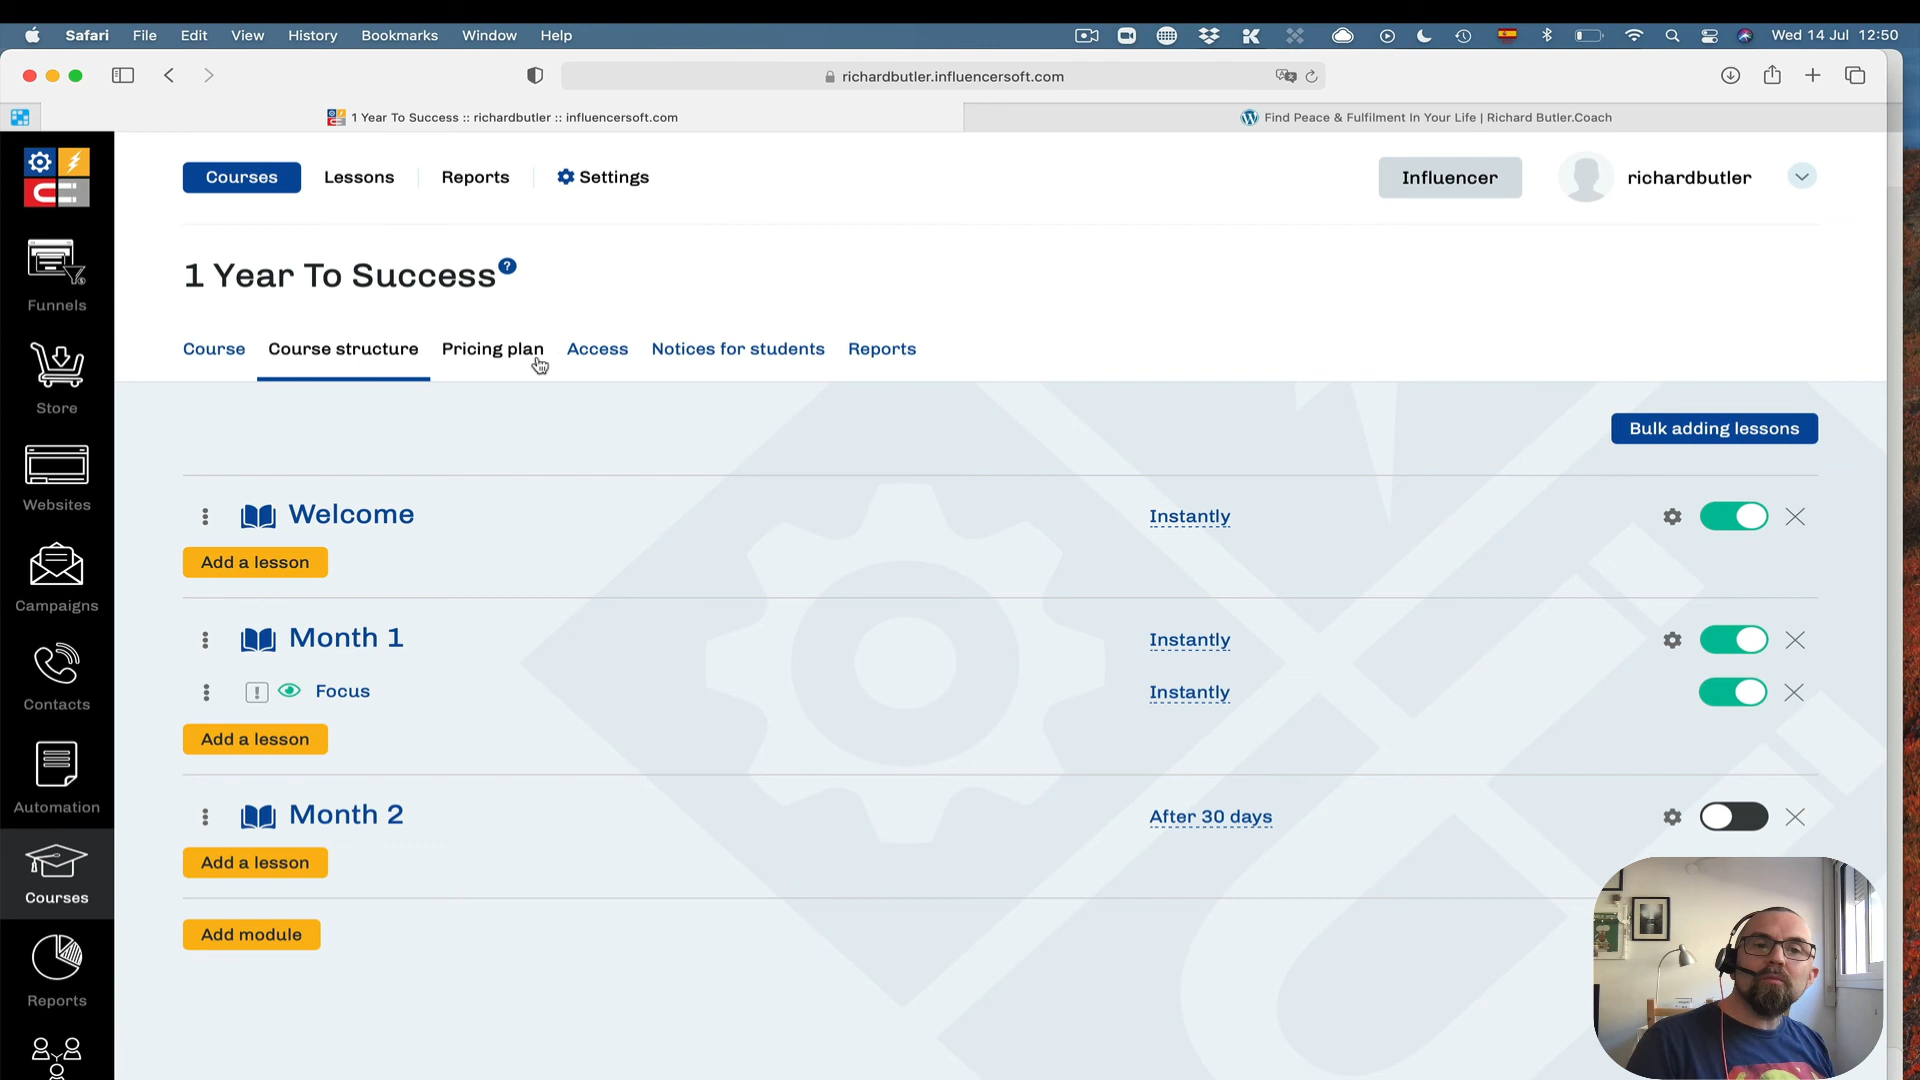 Safari File Edit View History Bookmarks Window Help Wed 14 Jul 12:50
richardbutler.influencersoft.com
1 Year To Success :: richardbutler :: influencersoft.com
Find Peace & Fulfilment In Your Life | Richard Butler.Coach
Courses Lessons Reports Settings Influencer richardbutler
1 Year To Success ?
Course Course structure Pricing plan Access Notices for students Reports
Bulk adding lessons
Welcome Instantly
Add a lesson
Month 1 Instantly
Focus Instantly
Add a lesson
Month 2 After 30 days
Add a lesson
Add module
Funnels
Store
Websites
Campaigns
Contacts
Automation
Courses
Reports